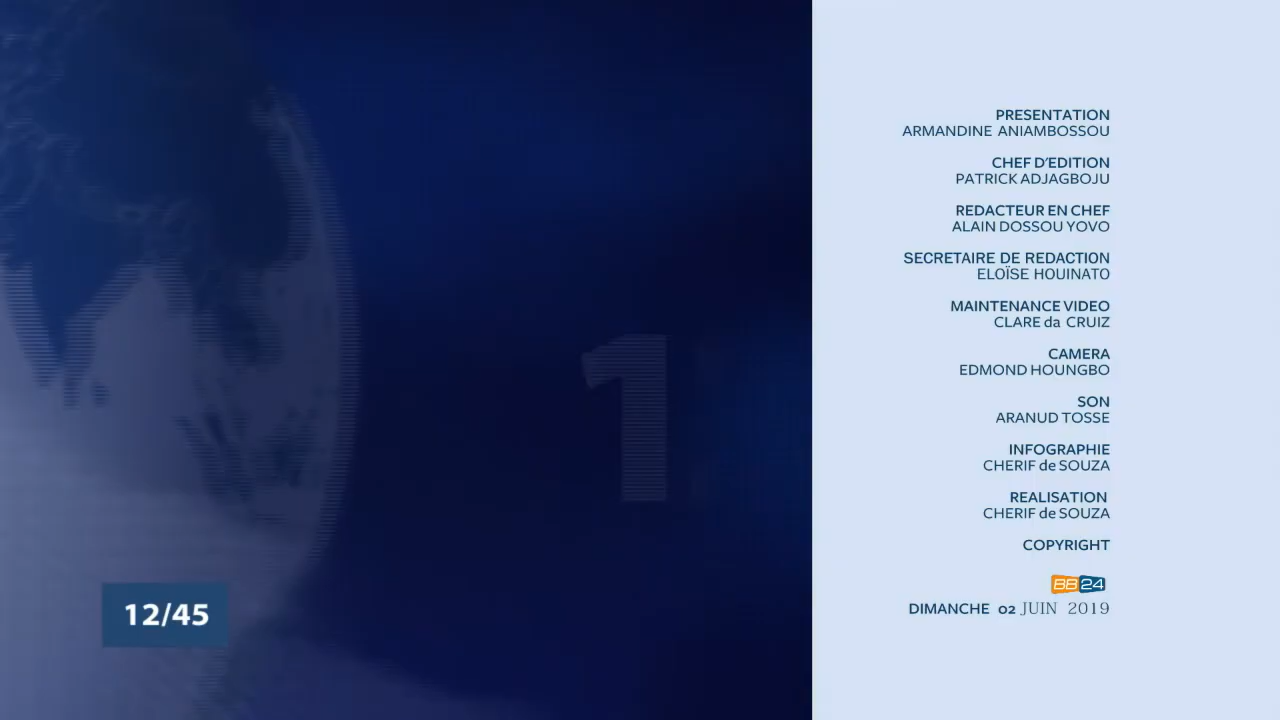 PRESENTATION
ARMANDINE ANIAMBOSSOU
CHEF D'EDITION
PATRICK ADJAGBOJU
REDACTEUR EN CHEF
ALAIN DOSSOU YOVO
SECRETAIRE DE REDACTION
ELOÏSE HOUINATO
MAINTENANCE VIDEO
CLARE da CRUIZ
CAMERA
EDMOND HOUNGBO
SON
ARANUD TOSSE
INFOGRAPHIE
CHERIF de SOUZA
REALISATION
CHERIF de SOUZA
COPYRIGHT
BB24
DIMANCHE 02 JUIN 2019
1
12/45